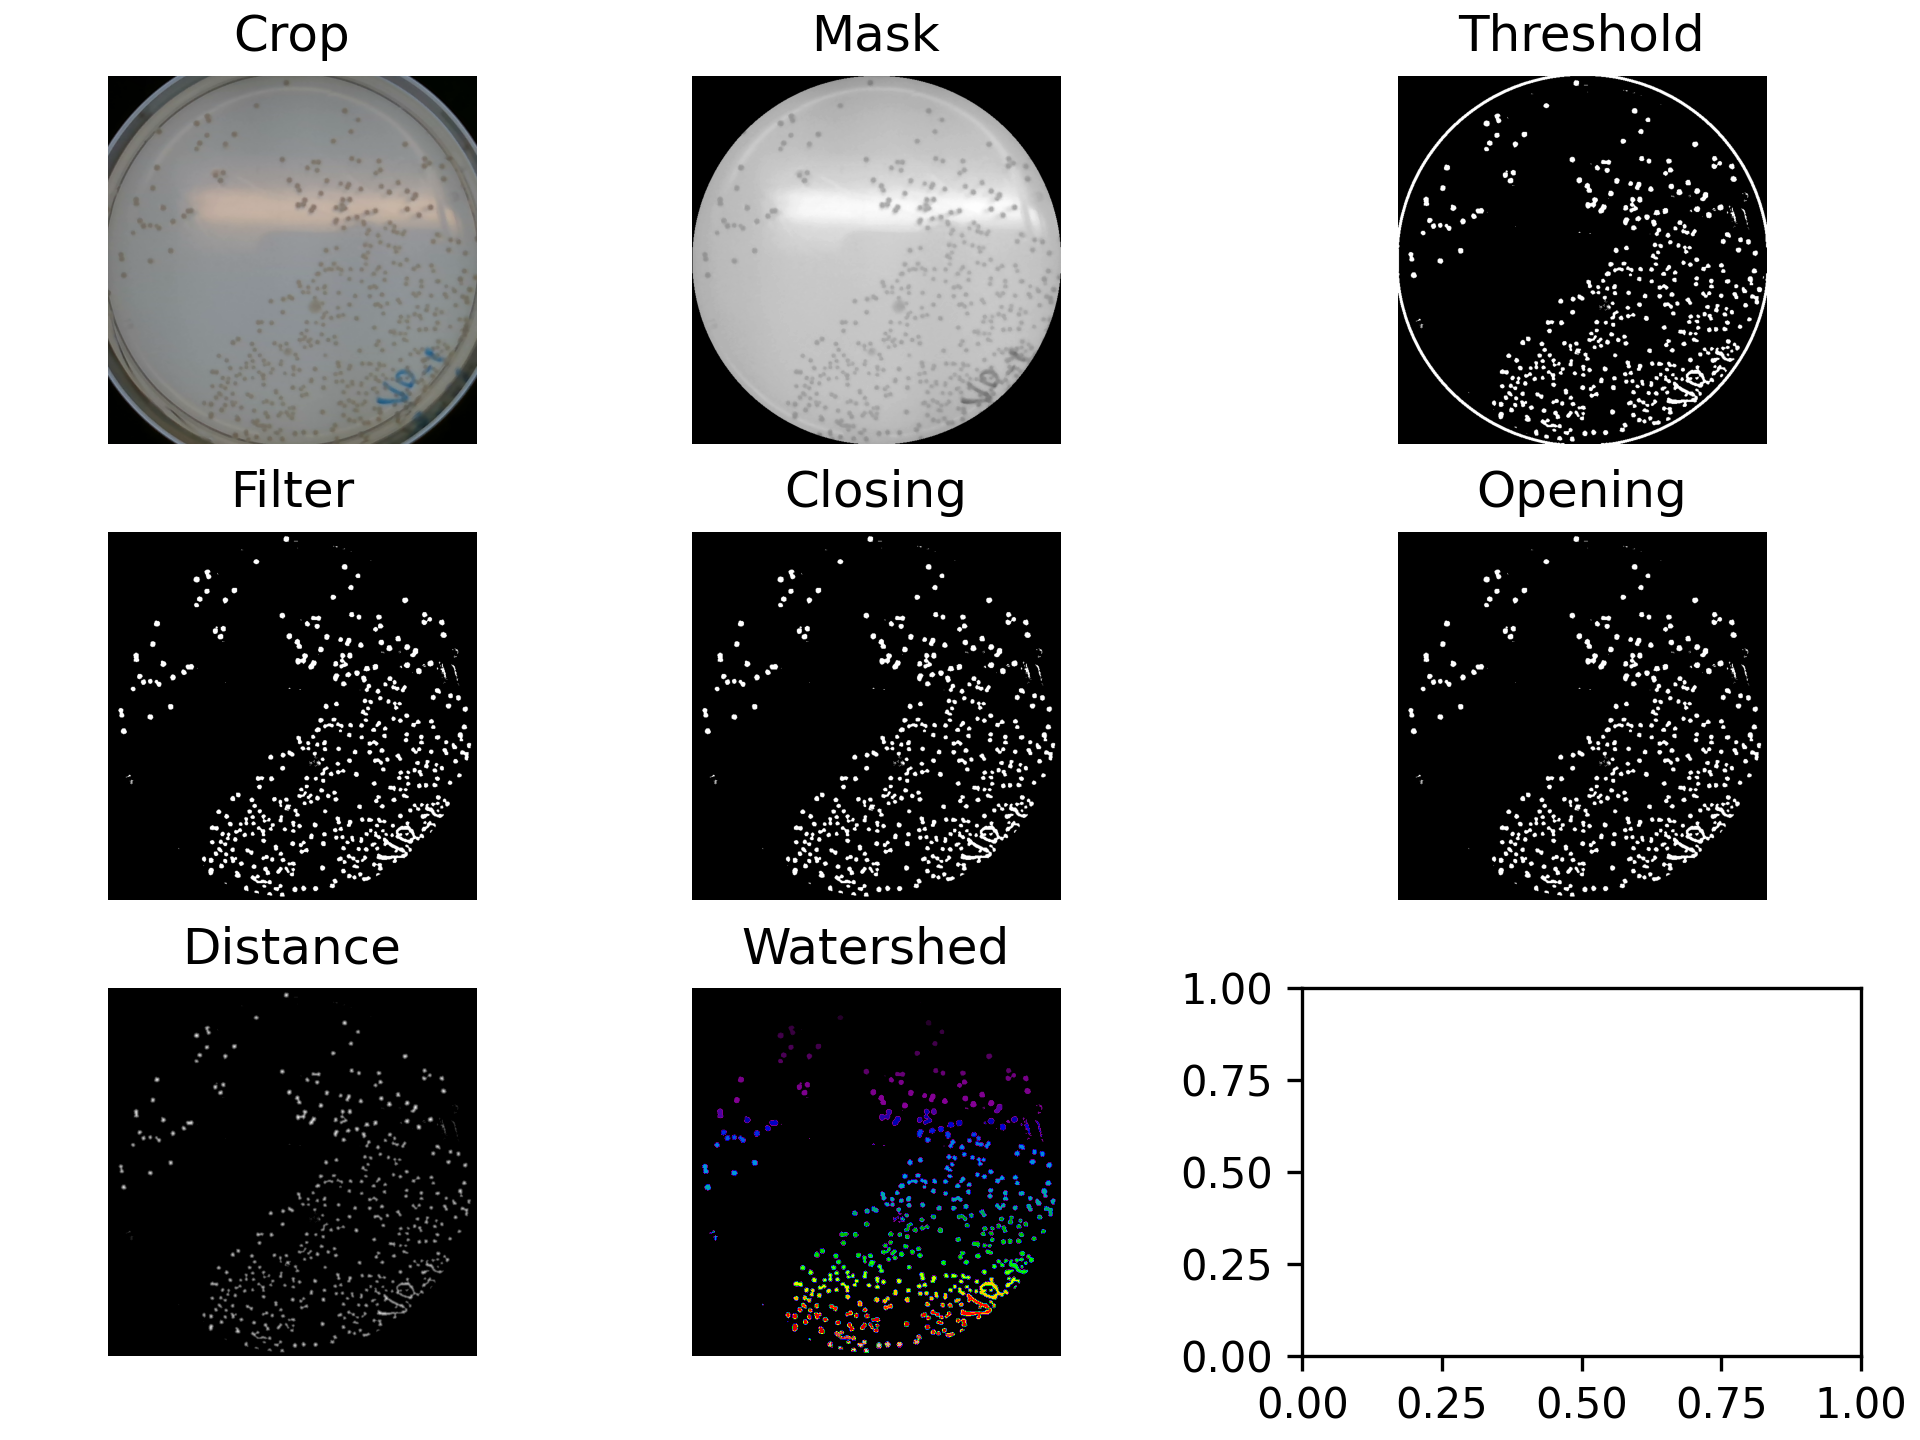 Crop Mask Threshold
Filter Closing Opening
Distance Watershed
1.00
0.75
0.50
0.25
0.00
0.00 0.25 0.50 0.75 1.00